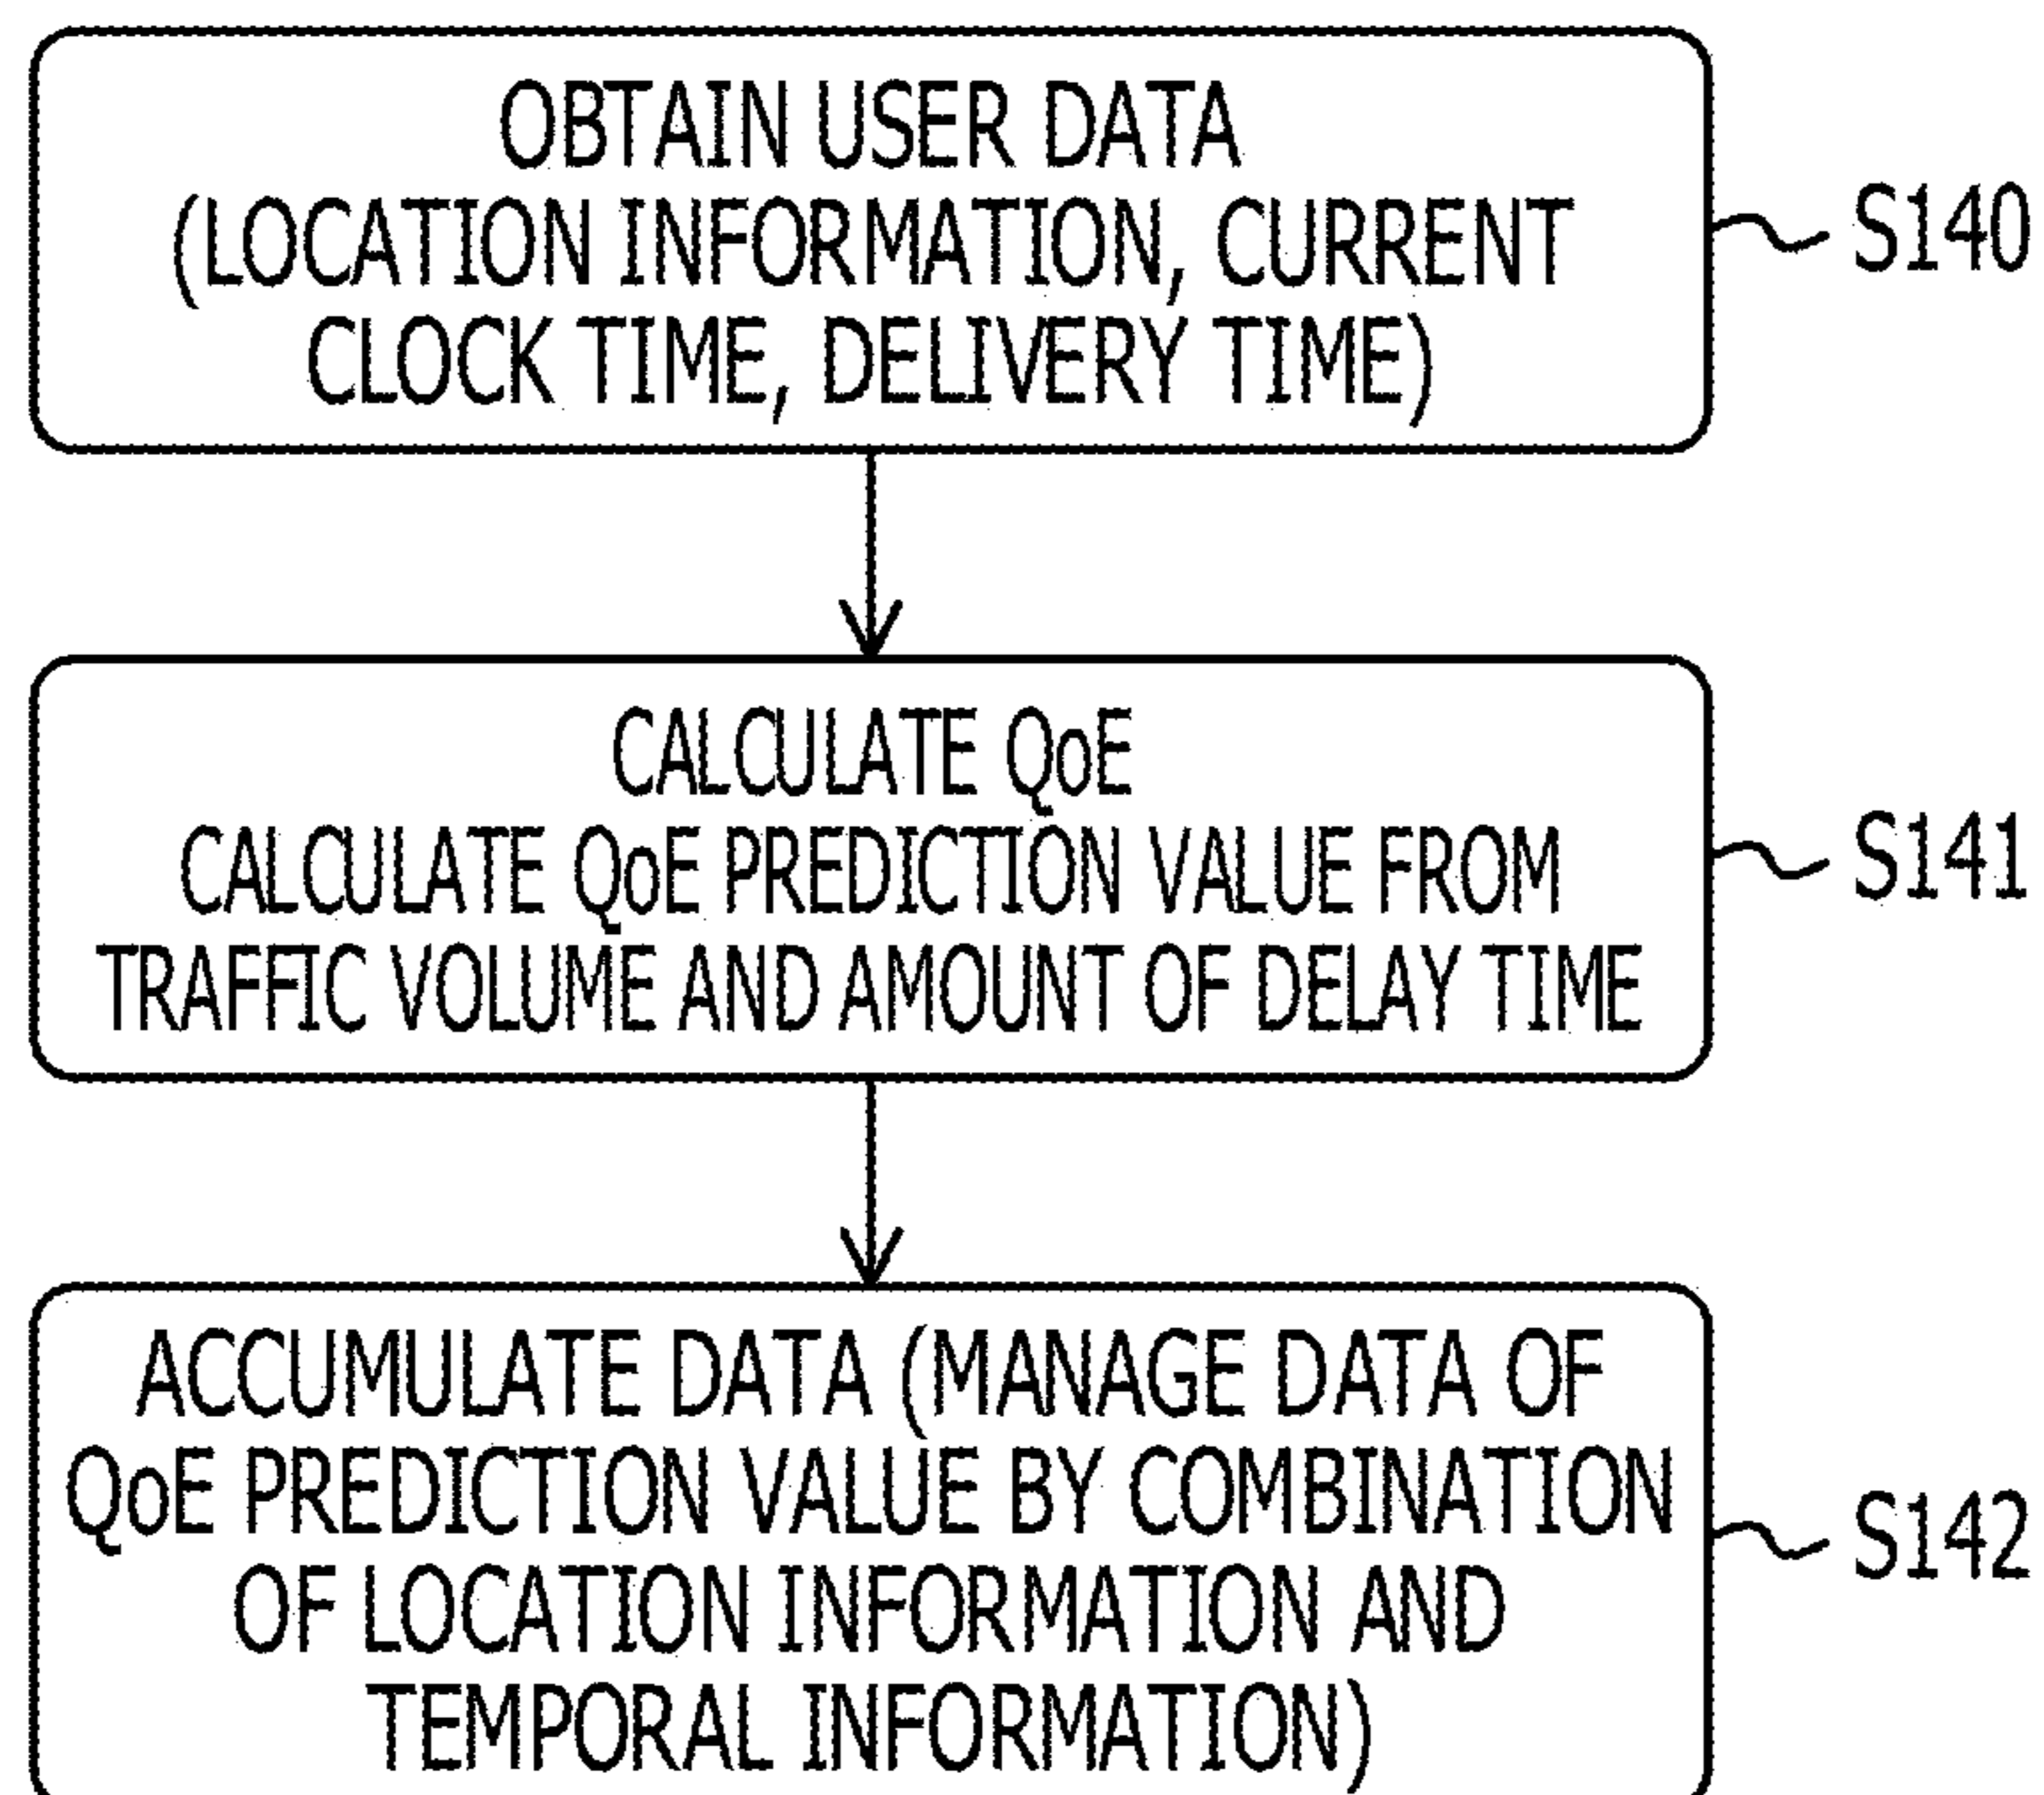 OBTAIN USER DATA
(LOCATION INFORMATION, CURRENT
CLOCK TIME, DELIVERY TIME)
S140
CALCULATE QoE
CALCULATE QoE PREDICTION VALUE FROM
TRAFFIC VOLUME AND AMOUNT OF DELAY TIME
S141
ACCUMULATE DATA (MANAGE DATA OF
QoE PREDICTION VALUE BY COMBINATION
OF LOCATION INFORMATION AND
TEMPORAL INFORMATION)
S142